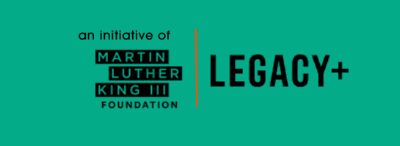 an initiative of
MARTIN
LUTHER
KING III
FOUNDATION
LEGACY+